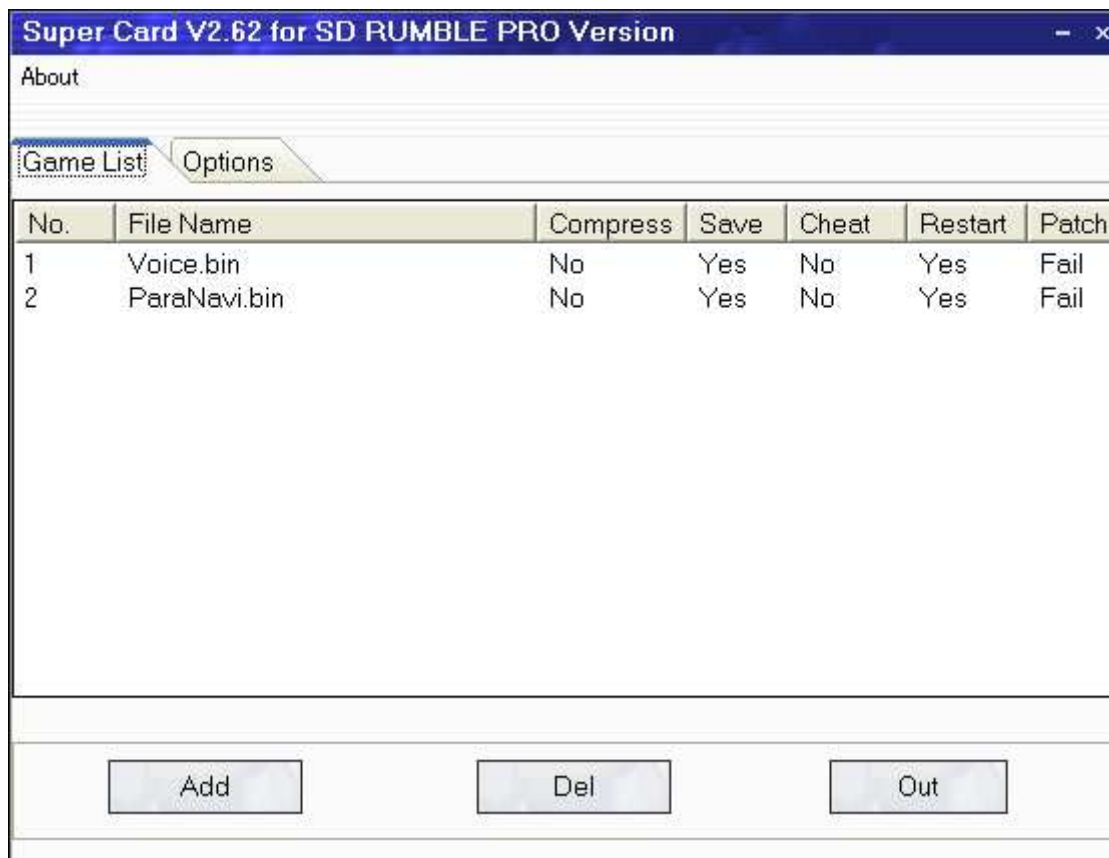 Super Card V2.62 for SD RUMBLE PRO Version
About
Game List Options
No. File Name Compress Save Cheat Restart Patch
1 Voice.bin No Yes No Yes Fail
2 ParaNavi.bin No Yes No Yes Fail
Add Del Out